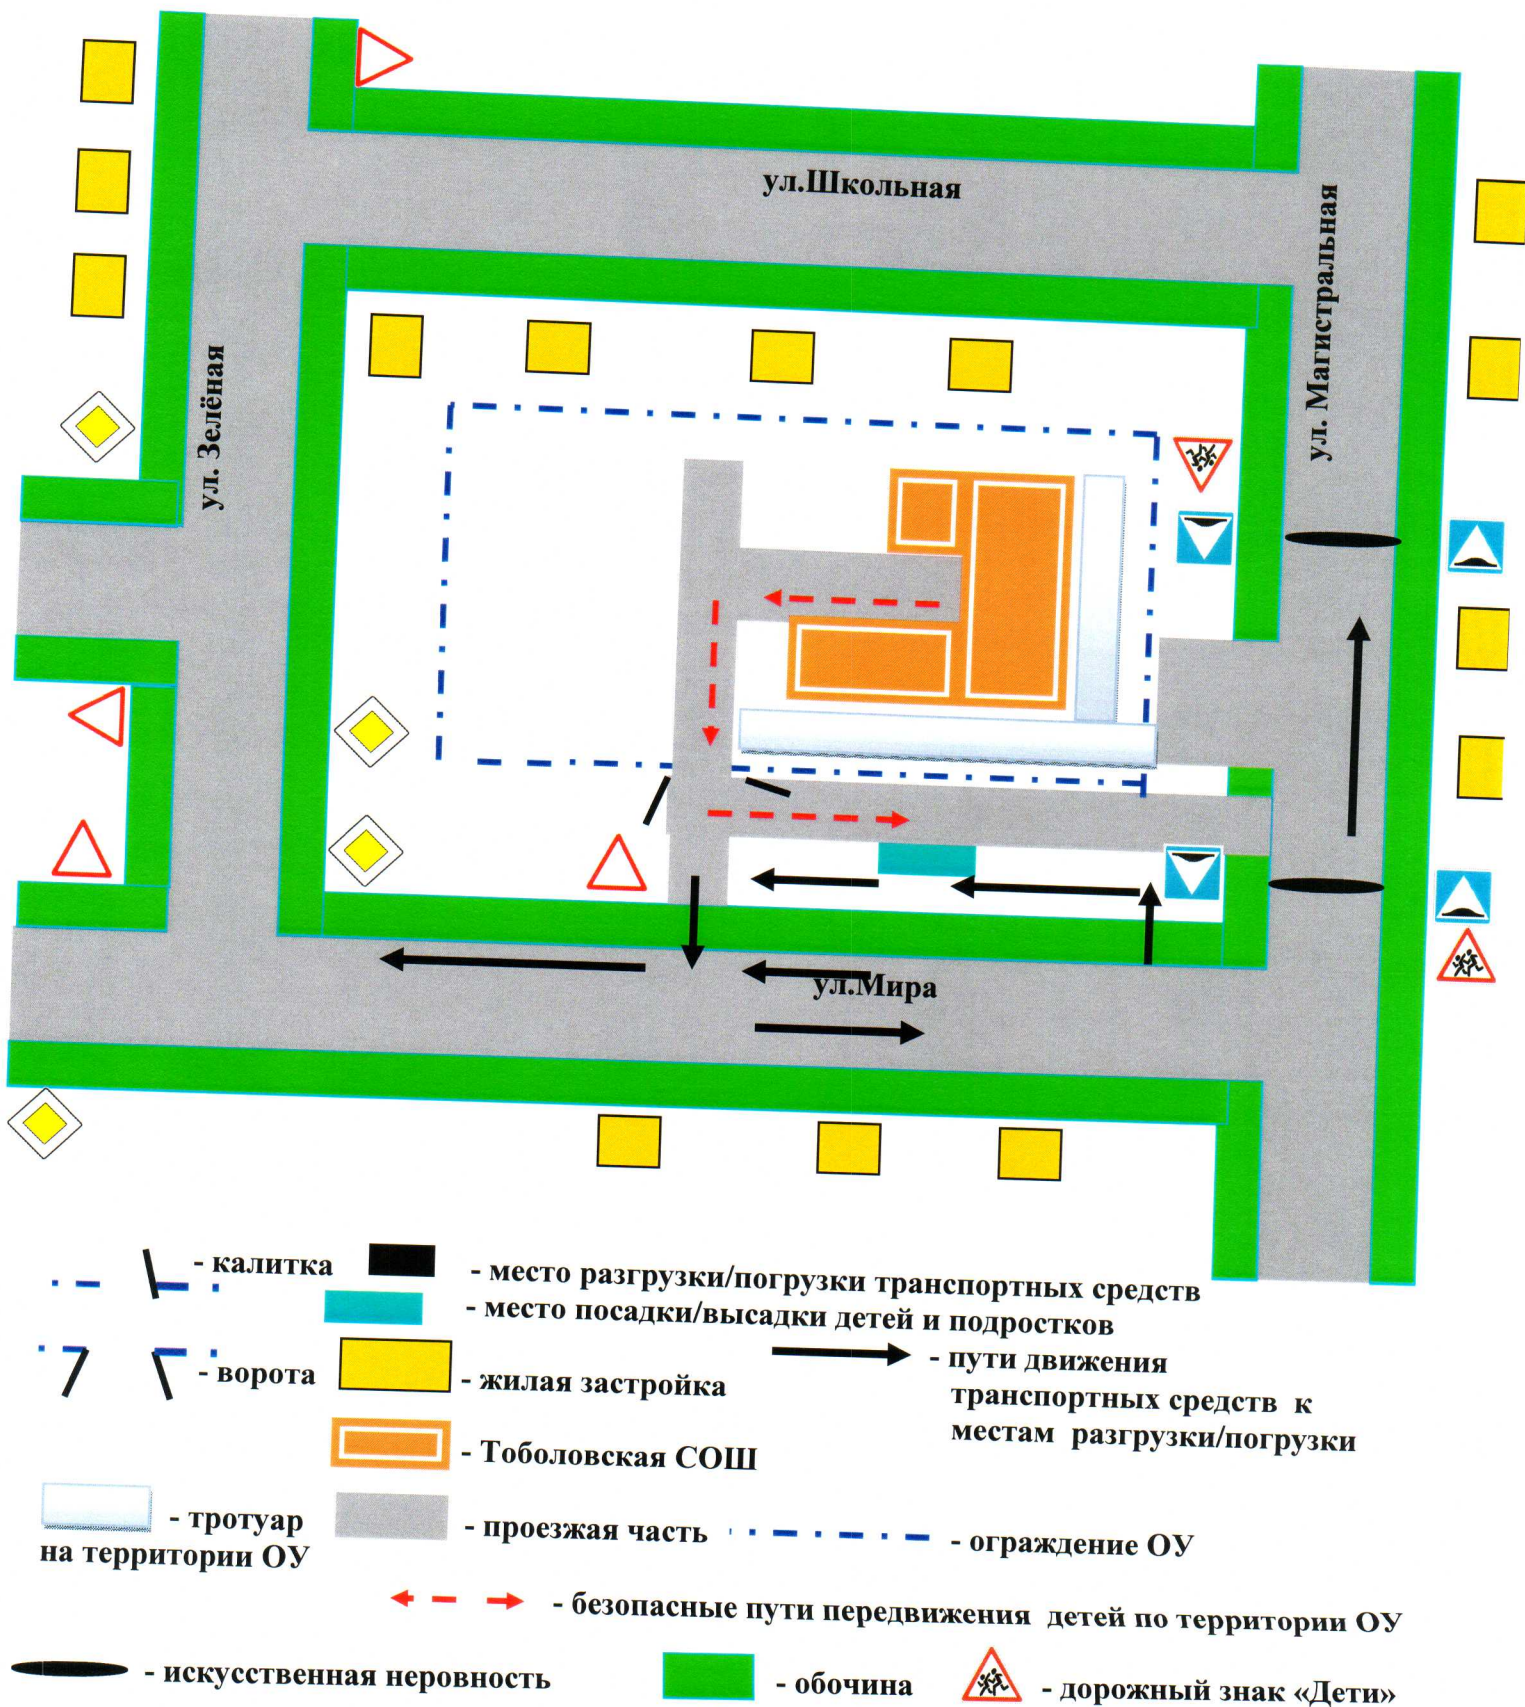 ул.Школьная
ул. Магистральная
ул. Зелёная
ул.Мира
- калитка
- место разгрузки/погрузки транспортных средств
- место посадки/высадки детей и подростков
- ворота
- жилая застройка
- пути движения
транспортных средств к
местам разгрузки/погрузки
- Тоболовская СОШ
- тротуар
на территории ОУ
- проезжая часть
- ограждение ОУ
- безопасные пути передвижения детей по территории ОУ
- искусственная неровность
- обочина
- дорожный знак «Дети»